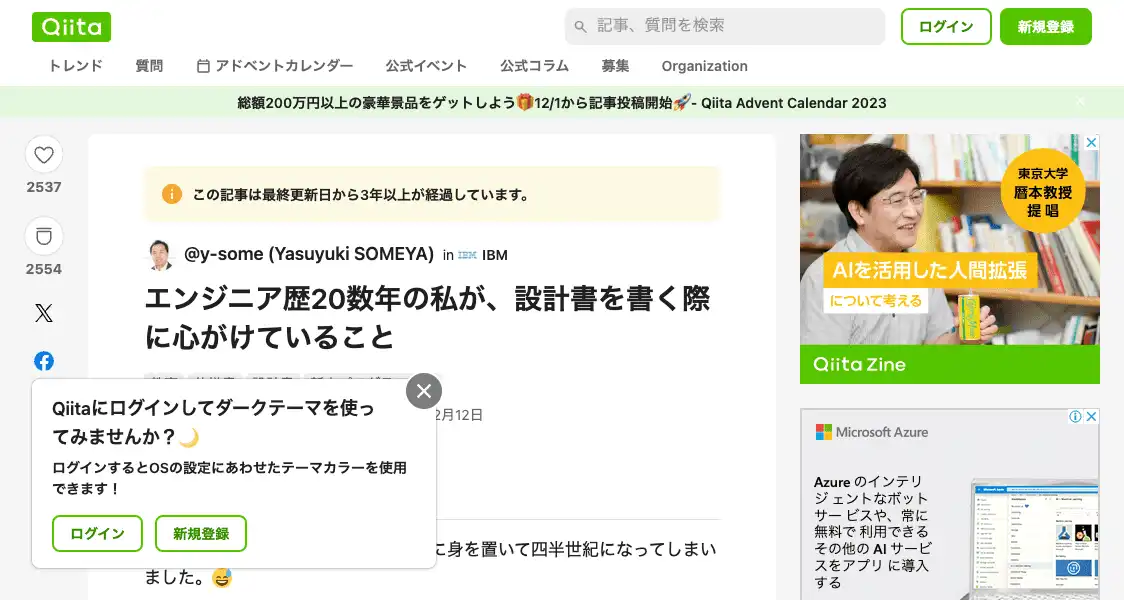 Qiita
記事、質問を検索
ログイン
新規登録
トレンド
質問
アドベントカレンダー
公式イベント
公式コラム
募集
Organization
総額200万円以上の豪華景品をゲットしよう🎁12/1から記事投稿開始🚀- Qiita Advent Calendar 2023
2537
2554
この記事は最終更新日から3年以上が経過しています。
@y-some (Yasuyuki SOMEYA) in IBM IBM
エンジニア歴20数年の私が、設計書を書く際
に心がけていること
2月12日
に身を置いて四半世紀になってしまい
ました。😅
Qiitaにログインしてダークテーマを使っ
てみませんか？🌙
ログインするとOSの設定にあわせたテーマカラーを使用
できます！
ログイン
新規登録
東京大学
暦本教授
提唱
AIを活用した人間拡張
について考える
Qiita Zine
Microsoft Azure
Azure のインテリ
ジェントなボット
サービスや、常に
無料で利用できる
その他の AI サービ
スをアプリに導入
する